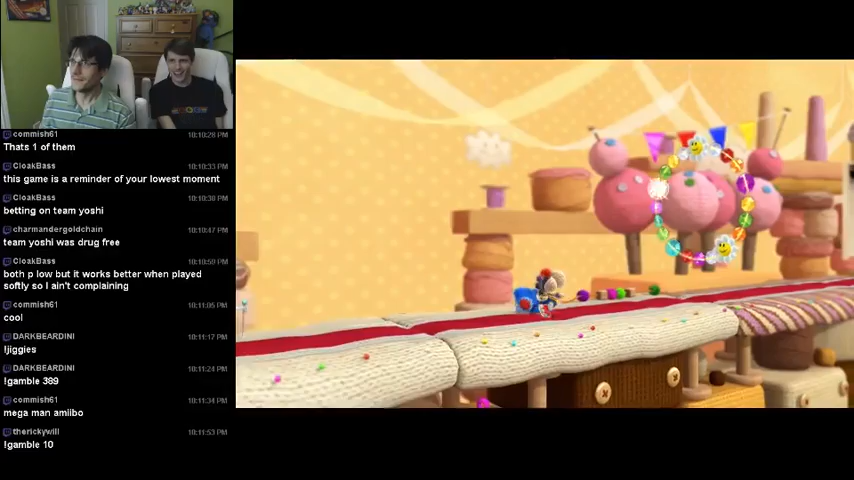 commish61 10:10:28 PM
Thats 1 of them
CloakBass 10:10:33 PM
this game is a reminder of your lowest moment
CloakBass 10:10:38 PM
betting on team yoshi
charmandergoldchain 10:10:47 PM
team yoshi was drug free
CloakBass 10:10:59 PM
both p low but it works better when played
softly so I ain't complaining
commish61 10:11:05 PM
cool
DARKBEARDINI 10:11:17 PM
!jiggies
DARKBEARDINI 10:11:24 PM
!gamble 389
commish61 10:11:34 PM
mega man amiibo
therickywill 10:11:53 PM
!gamble 10